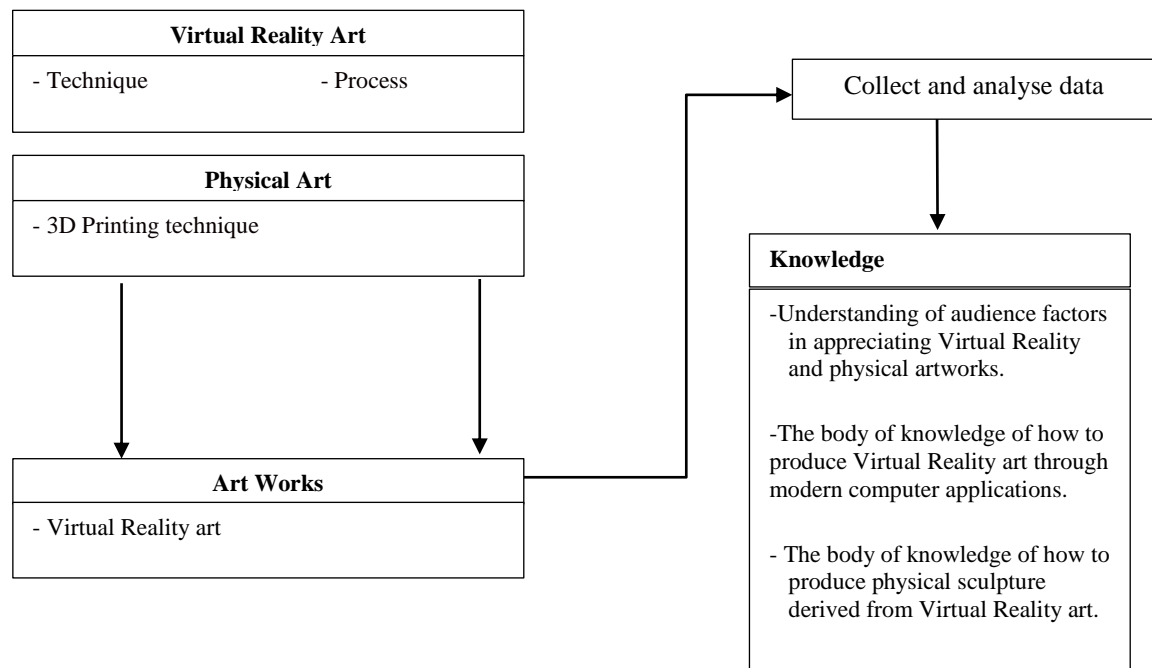 Virtual Reality Art
- Technique - Process
Physical Art
- 3D Printing technique
Art Works
- Virtual Reality art
Collect and analyse data
Knowledge
-Understanding of audience factors
in appreciating Virtual Reality
and physical artworks.
-The body of knowledge of how to
produce Virtual Reality art through
modern computer applications.
- The body of knowledge of how to
produce physical sculpture
derived from Virtual Reality art.